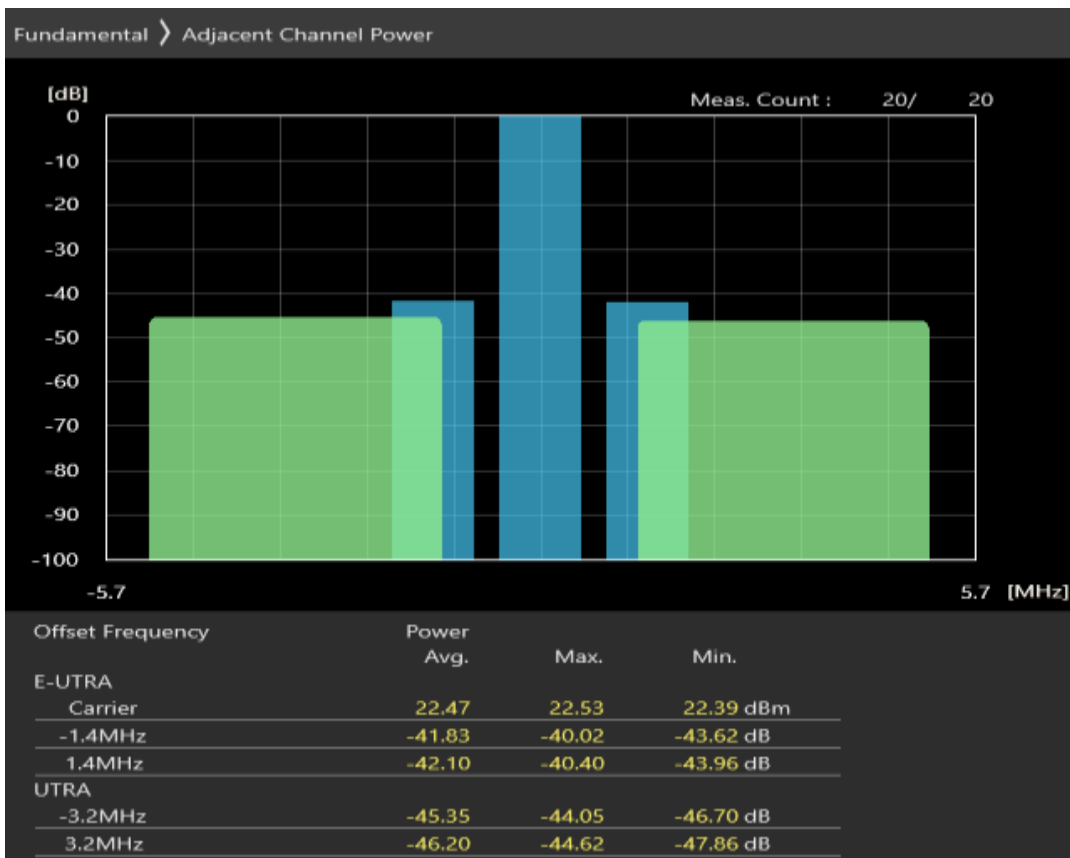 Fundamental 〉 Adjacent Channel Power
[dB]
Meas. Count : 20/ 20
0
-10
-20
-30
-40
-50
-60
-70
-80
-90
-100
-5.7 5.7 [MHz]
Offset Frequency Power
Avg. Max. Min.
E-UTRA
Carrier 22.47 22.53 22.39 dBm
-1.4MHz -41.83 -40.02 -43.62 dB
1.4MHz -42.10 -40.40 -43.96 dB
UTRA
-3.2MHz -45.35 -44.05 -46.70 dB
3.2MHz -46.20 -44.62 -47.86 dB